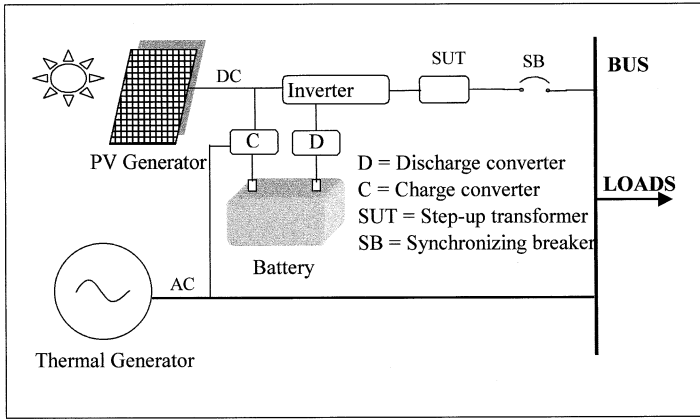 SUT
SB
BUS
DC
Inverter
C
D
PV Generator
D = Discharge converter
C = Charge converter
LOADS
SUT = Step-up transformer
SB = Synchronizing breaker
Battery
AC
Thermal Generator